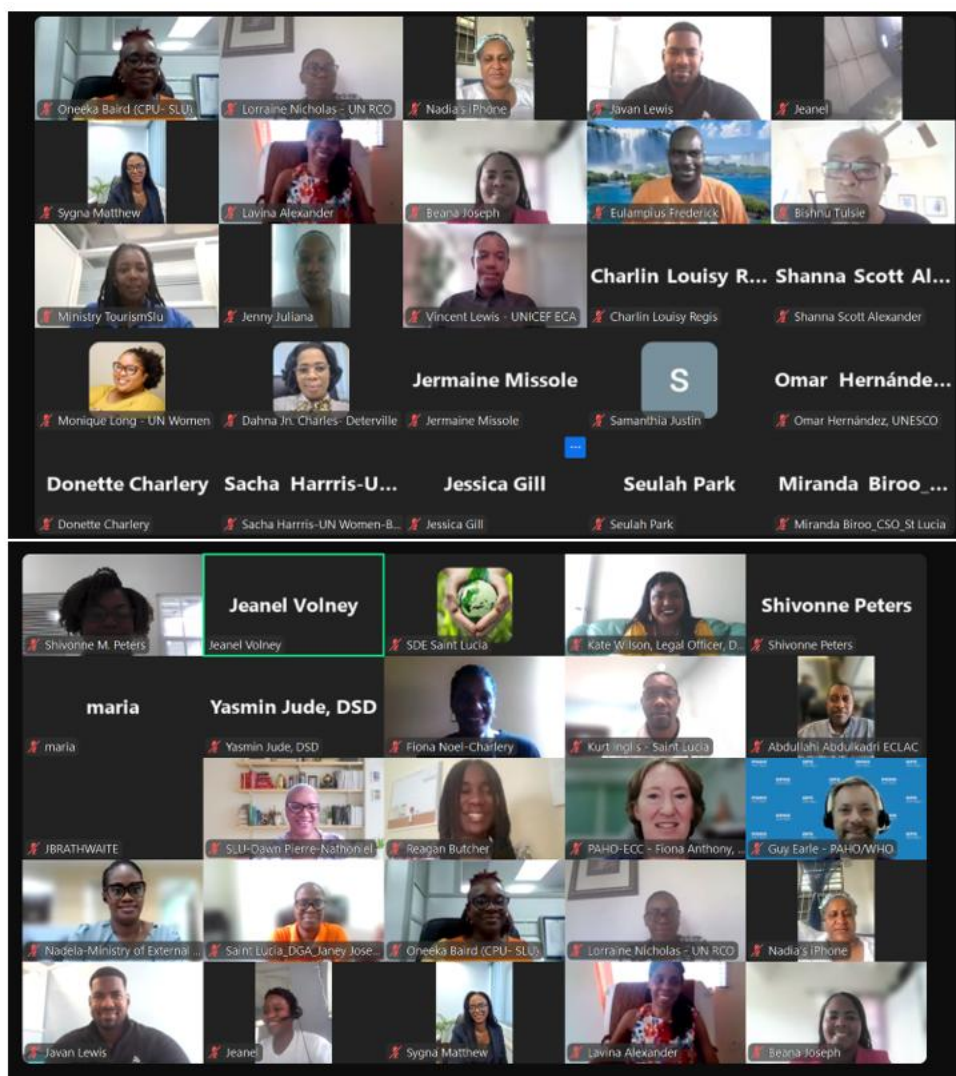 Oneeka Baird (CPU- SLU)
Lorraine Nicholas - UN RCO
Nadia's iPhone
Javan Lewis
Jeanel
Sygna Matthew
Lavina Alexander
Beana Joseph
Eulampius Frederick
Bishnu Tulsie
Ministry TourismSlu
Jenny Juliana
Vincent Lewis - UNICEF ECA
Charlin Louisy R...
Charlin Louisy Regis
Shanna Scott Al...
Shanna Scott Alexander
Monique Long - UN Women
Dahna Jn. Charles- Deterville
Jermaine Missole
Jermaine Missole
S
Samanthia Justin
Omar Hernánde...
Omar Hernández, UNESCO
Donette Charlery
Donette Charlery
Sacha Harrris-U...
Sacha Harrris-UN Women-B...
Jessica Gill
Jessica Gill
Seulah Park
Seulah Park
Miranda Biroo_...
Miranda Biroo_CSO_St Lucia
Shivonne M. Peters
Jeanel Volney
Jeanel Volney
SDE Saint Lucia
Kate Wilson, Legal Officer, D...
Shivonne Peters
Shivonne Peters
maria
maria
Yasmin Jude, DSD
Yasmin Jude, DSD
Fiona Noel-Charlery
Kurt Inglis - Saint Lucia
Abdullahi Abdulkadri ECLAC
JBRATHWAITE
SLU-Dawn Pierre-Nathoniel
Reagan Butcher
PAHO-ECC - Fiona Anthony, ...
Guy Earle - PAHO/WHO
Nadela-Ministry of External ...
Saint Lucia_DGA_Janey Jose...
Oneeka Baird (CPU- SLU)
Lorraine Nicholas - UN RCO
Nadia's iPhone
Javan Lewis
Jeanel
Sygna Matthew
Lavina Alexander
Beana Joseph